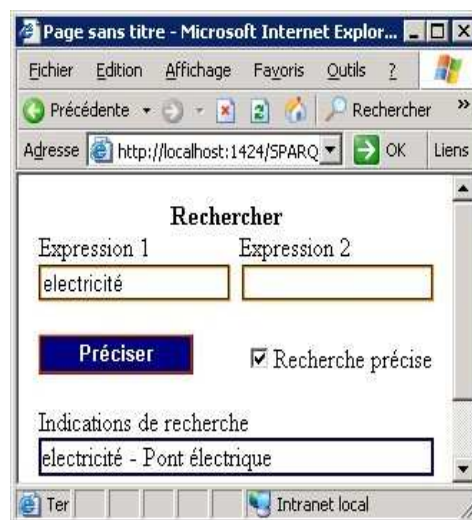 Page sans titre - Microsoft Internet Explor...
Fichier Edition Affichage Favoris Outils ?
Précédente Rechercher »
Adresse http://localhost:1424/SPARQ OK Liens
Rechercher
Expression 1 Expression 2
electricité
Préciser Recherche précise
Indications de recherche
electricité - Pont électrique
Ter Intranet local